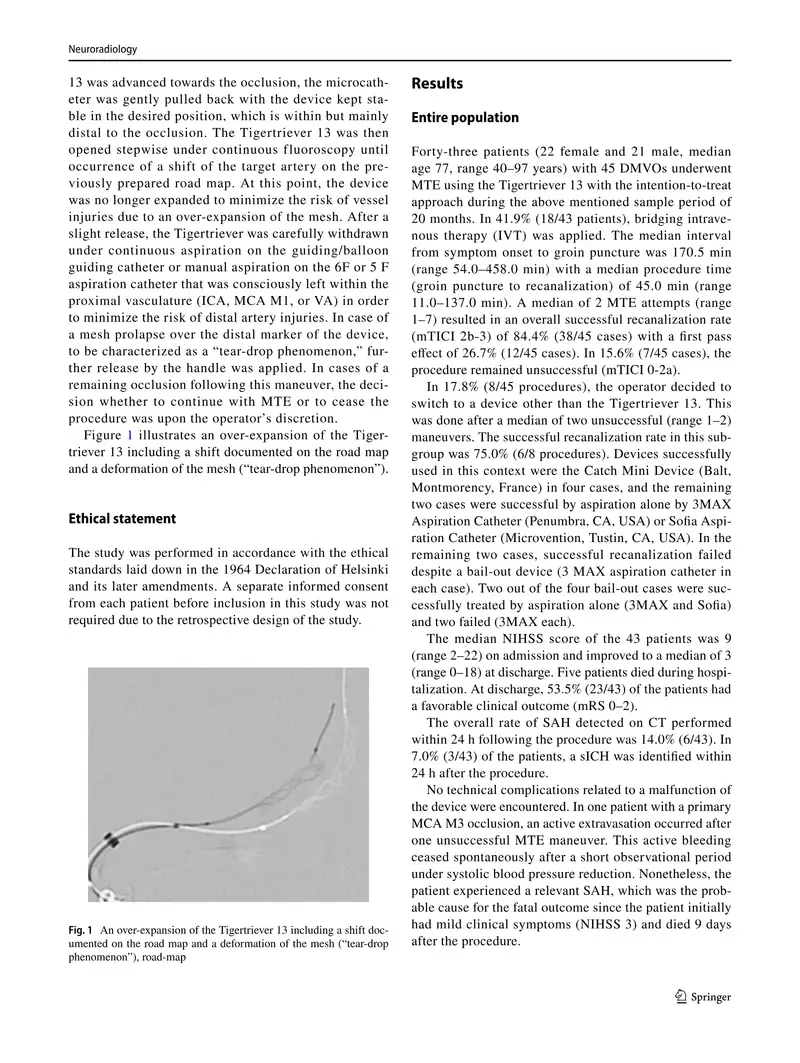 Neuroradiology
13 was advanced towards the occlusion, the microcath-
eter was gently pulled back with the device kept sta-
ble in the desired position, which is within but mainly
distal to the occlusion. The Tigertriever 13 was then
opened stepwise under continuous fluoroscopy until
occurrence of a shift of the target artery on the pre-
viously prepared road map. At this point, the device
was no longer expanded to minimize the risk of vessel
injuries due to an over-expansion of the mesh. After a
slight release, the Tigertriever was carefully withdrawn
under continuous aspiration on the guiding/balloon
guiding catheter or manual aspiration on the 6F or 5 F
aspiration catheter that was consciously left within the
proximal vasculature (ICA, MCA M1, or VA) in order
to minimize the risk of distal artery injuries. In case of
a mesh prolapse over the distal marker of the device,
to be characterized as a “tear-drop phenomenon,” fur-
ther release by the handle was applied. In cases of a
remaining occlusion following this maneuver, the deci-
sion whether to continue with MTE or to cease the
procedure was upon the operator’s discretion.
Figure 1 illustrates an over-expansion of the Tiger-
triever 13 including a shift documented on the road map
and a deformation of the mesh (“tear-drop phenomenon”).
Ethical statement
The study was performed in accordance with the ethical
standards laid down in the 1964 Declaration of Helsinki
and its later amendments. A separate informed consent
from each patient before inclusion in this study was not
required due to the retrospective design of the study.
Fig. 1 An over-expansion of the Tigertriever 13 including a shift doc-
umented on the road map and a deformation of the mesh (“tear-drop
phenomenon”), road-map
Results
Entire population
Forty-three patients (22 female and 21 male, median
age 77, range 40–97 years) with 45 DMVOs underwent
MTE using the Tigertriever 13 with the intention-to-treat
approach during the above mentioned sample period of
20 months. In 41.9% (18/43 patients), bridging intrave-
nous therapy (IVT) was applied. The median interval
from symptom onset to groin puncture was 170.5 min
(range 54.0–458.0 min) with a median procedure time
(groin puncture to recanalization) of 45.0 min (range
11.0–137.0 min). A median of 2 MTE attempts (range
1–7) resulted in an overall successful recanalization rate
(mTICI 2b-3) of 84.4% (38/45 cases) with a first pass
effect of 26.7% (12/45 cases). In 15.6% (7/45 cases), the
procedure remained unsuccessful (mTICI 0-2a).
In 17.8% (8/45 procedures), the operator decided to
switch to a device other than the Tigertriever 13. This
was done after a median of two unsuccessful (range 1–2)
maneuvers. The successful recanalization rate in this sub-
group was 75.0% (6/8 procedures). Devices successfully
used in this context were the Catch Mini Device (Balt,
Montmorency, France) in four cases, and the remaining
two cases were successful by aspiration alone by 3MAX
Aspiration Catheter (Penumbra, CA, USA) or Sofia Aspi-
ration Catheter (Microvention, Tustin, CA, USA). In the
remaining two cases, successful recanalization failed
despite a bail-out device (3 MAX aspiration catheter in
each case). Two out of the four bail-out cases were suc-
cessfully treated by aspiration alone (3MAX and Sofia)
and two failed (3MAX each).
The median NIHSS score of the 43 patients was 9
(range 2–22) on admission and improved to a median of 3
(range 0–18) at discharge. Five patients died during hospi-
talization. At discharge, 53.5% (23/43) of the patients had
a favorable clinical outcome (mRS 0–2).
The overall rate of SAH detected on CT performed
within 24 h following the procedure was 14.0% (6/43). In
7.0% (3/43) of the patients, a sICH was identified within
24 h after the procedure.
No technical complications related to a malfunction of
the device were encountered. In one patient with a primary
MCA M3 occlusion, an active extravasation occurred after
one unsuccessful MTE maneuver. This active bleeding
ceased spontaneously after a short observational period
under systolic blood pressure reduction. Nonetheless, the
patient experienced a relevant SAH, which was the prob-
able cause for the fatal outcome since the patient initially
had mild clinical symptoms (NIHSS 3) and died 9 days
after the procedure.
Springer